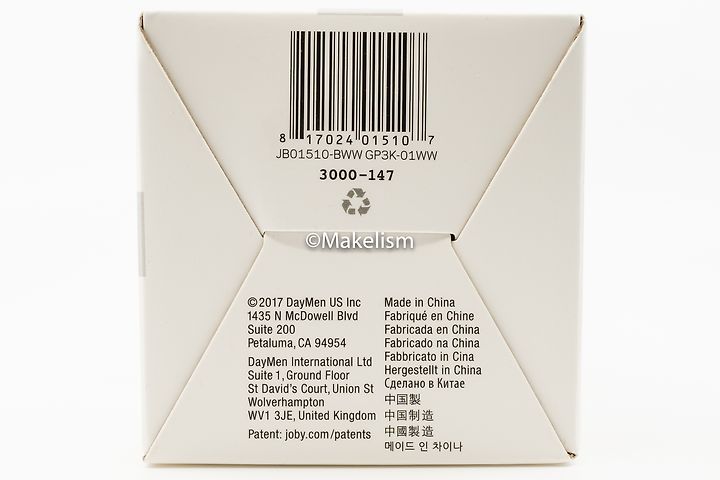 8 17024 01510 7
JB01510-BWW GP3K-01WW
3000-147
©Makelism
©2017 DayMen US Inc
1435 N McDowell Blvd
Suite 200
Petaluma, CA 94954
DayMen International Ltd
Suite 1, Ground Floor
St David's Court, Union St
Wolverhampton
WV1 3JE, United Kingdom
Patent: joby.com/patents
Made in China
Fabriqué en Chine
Fabricada en China
Fabricado na China
Fabbricato in Cina
Hergestellt in China
Сделано в Китае
中国製
中国制造
中國製造
메이드 인 차이나